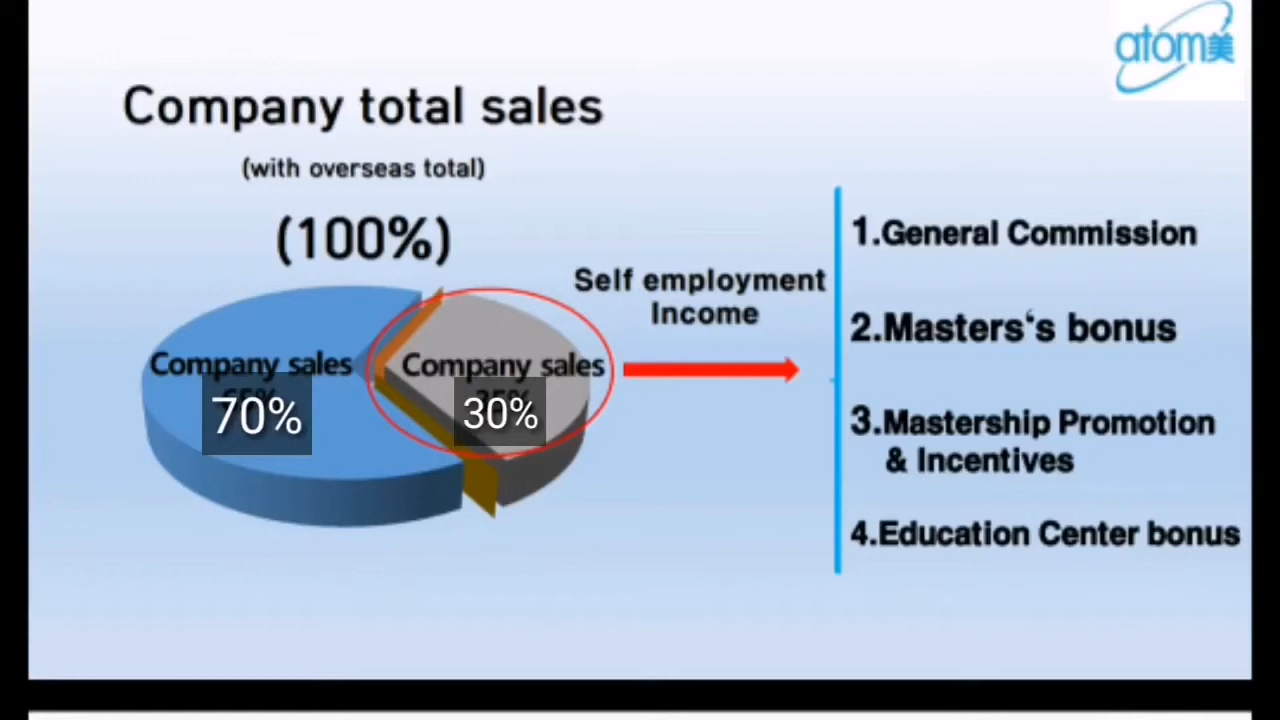 atom美
Company total sales
(with overseas total)
(100%)
Self employment
Income
Company sales
70%
Company sales
30%
1.General Commission
2.Masters‘s bonus
3.Mastership Promotion
& Incentives
4.Education Center bonus